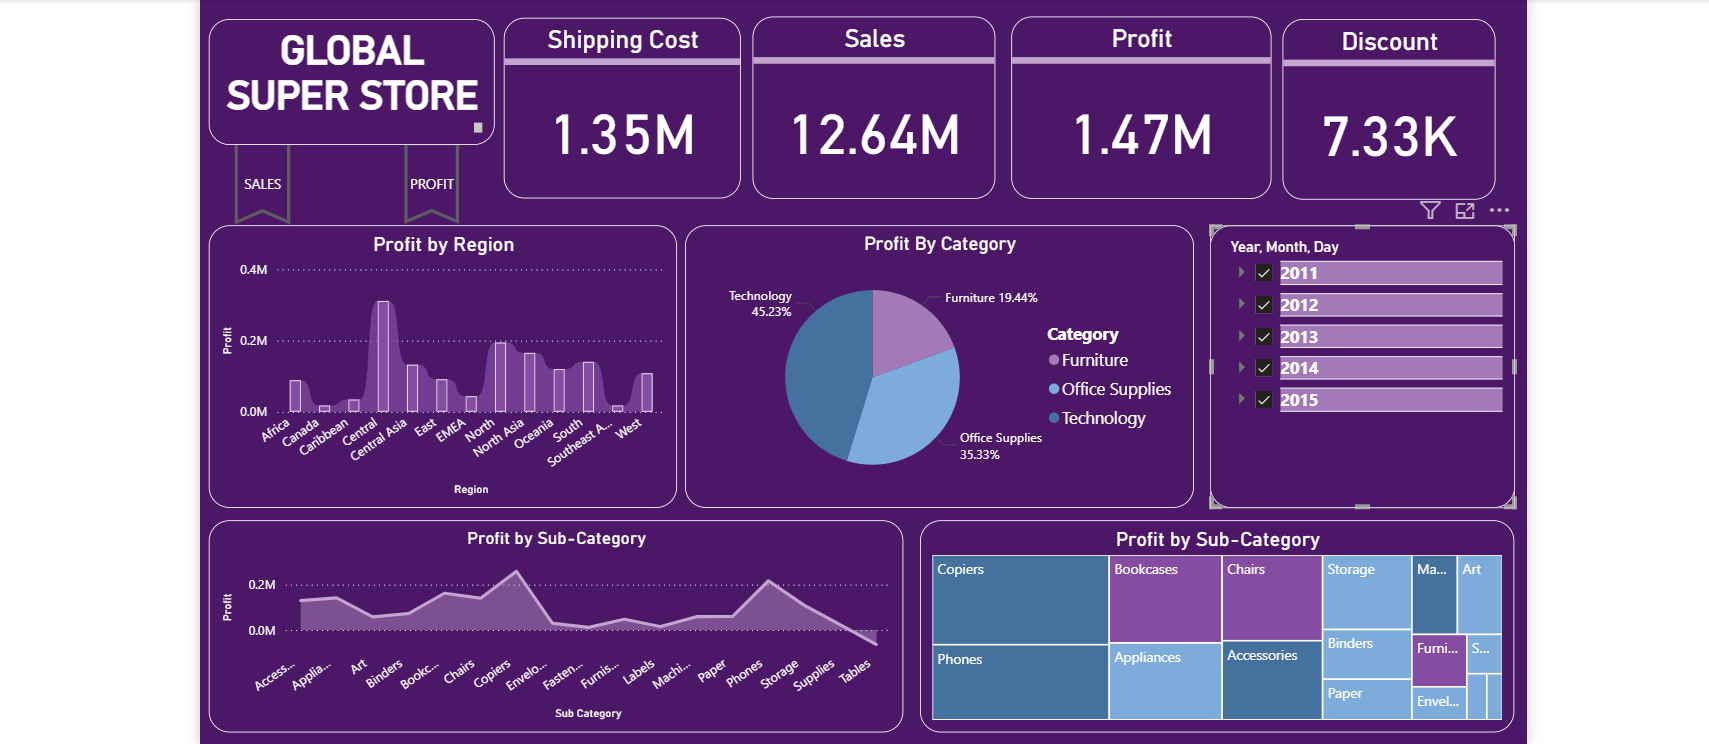 GLOBAL
SUPER STORE
Shipping Cost
1.35M
Sales
12.64M
Profit
1.47M
Discount
7.33K
SALES
PROFIT
Profit by Region
0.4M
0.2M
0.0M
Profit
Africa
Canada
Caribbean
Central
Central Asia
East
EMEA
North
North Asia
Oceania
South
Southeast A...
West
Region
Profit By Category
Technology
45.23%
Furniture 19.44%
Office Supplies
35.33%
Category
Furniture
Office Supplies
Technology
Year, Month, Day
2011
2012
2013
2014
2015
Profit by Sub-Category
0.2M
0.0M
Profit
Access...
Applia...
Art
Binders
Bookc...
Chairs
Copiers
Envelo...
Fasten...
Furnis...
Labels
Machi...
Paper
Phones
Storage
Supplies
Tables
Sub Category
Profit by Sub-Category
Copiers
Phones
Bookcases
Appliances
Chairs
Accessories
Storage
Binders
Paper
Ma...
Art
Furni...
S...
Envel...